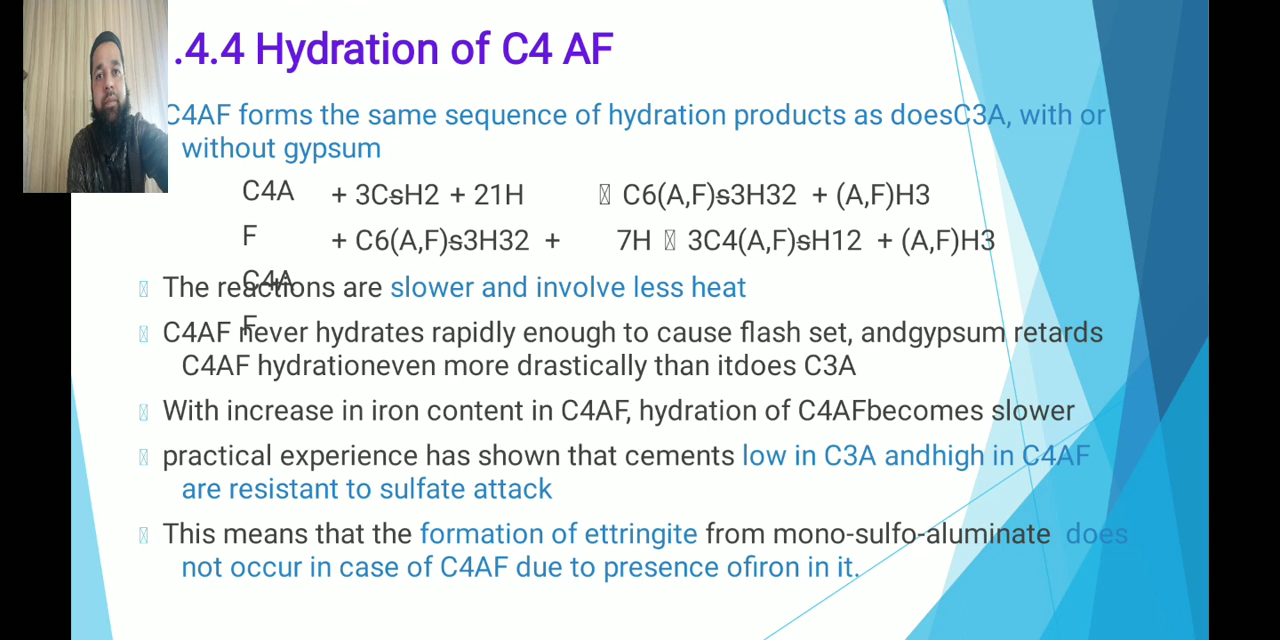 .4.4 Hydration of C4 AF
C4AF forms the same sequence of hydration products as doesC3A, with or
without gypsum
C4A + 3CsH2 + 21H C6(A,F)s3H32 + (A,F)H3
F + C6(A,F)s3H32 + 7H 3C4(A,F)sH12 + (A,F)H3
C4A
F
The reactions are slower and involve less heat
C4AF never hydrates rapidly enough to cause flash set, andgypsum retards
C4AF hydrationeven more drastically than itdoes C3A
With increase in iron content in C4AF, hydration of C4AFbecomes slower
practical experience has shown that cements low in C3A andhigh in C4AF
are resistant to sulfate attack
This means that the formation of ettringite from mono-sulfo-aluminate does
not occur in case of C4AF due to presence ofiron in it.